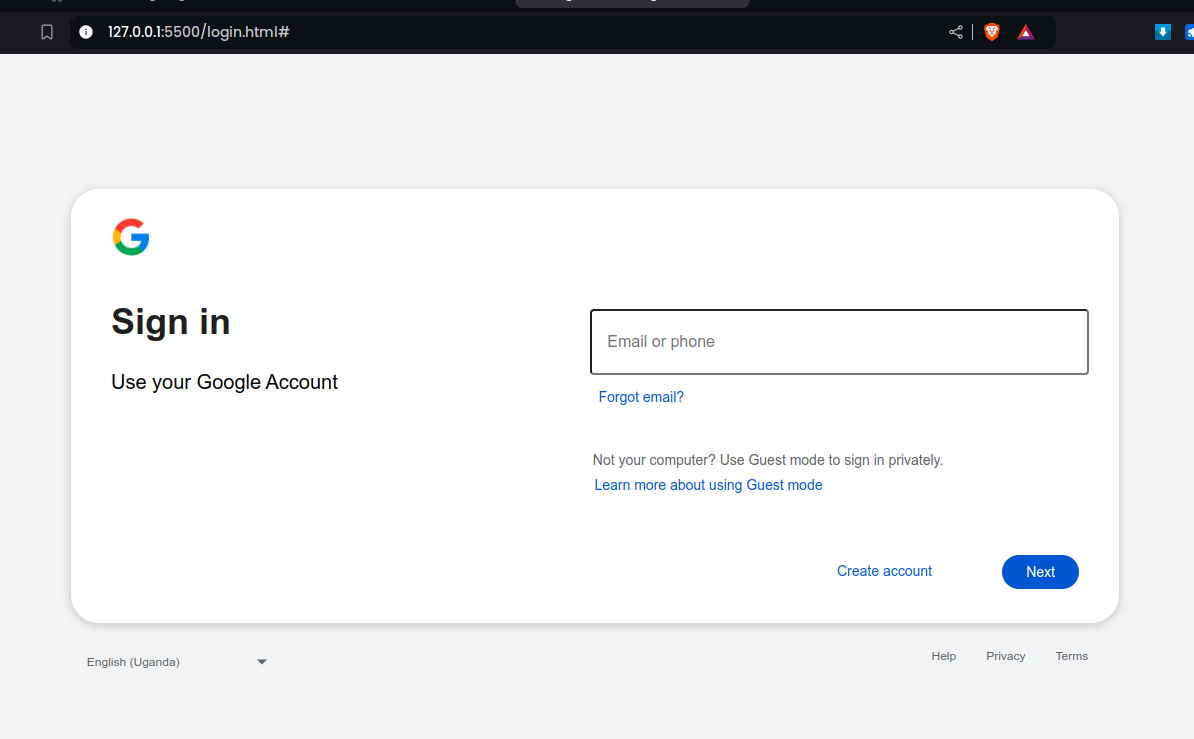 127.0.0.1:5500/login.html#
Sign in
Use your Google Account
Email or phone
Forgot email?
Not your computer? Use Guest mode to sign in privately.
Learn more about using Guest mode
Create account
Next
English (Uganda)
Help Privacy Terms